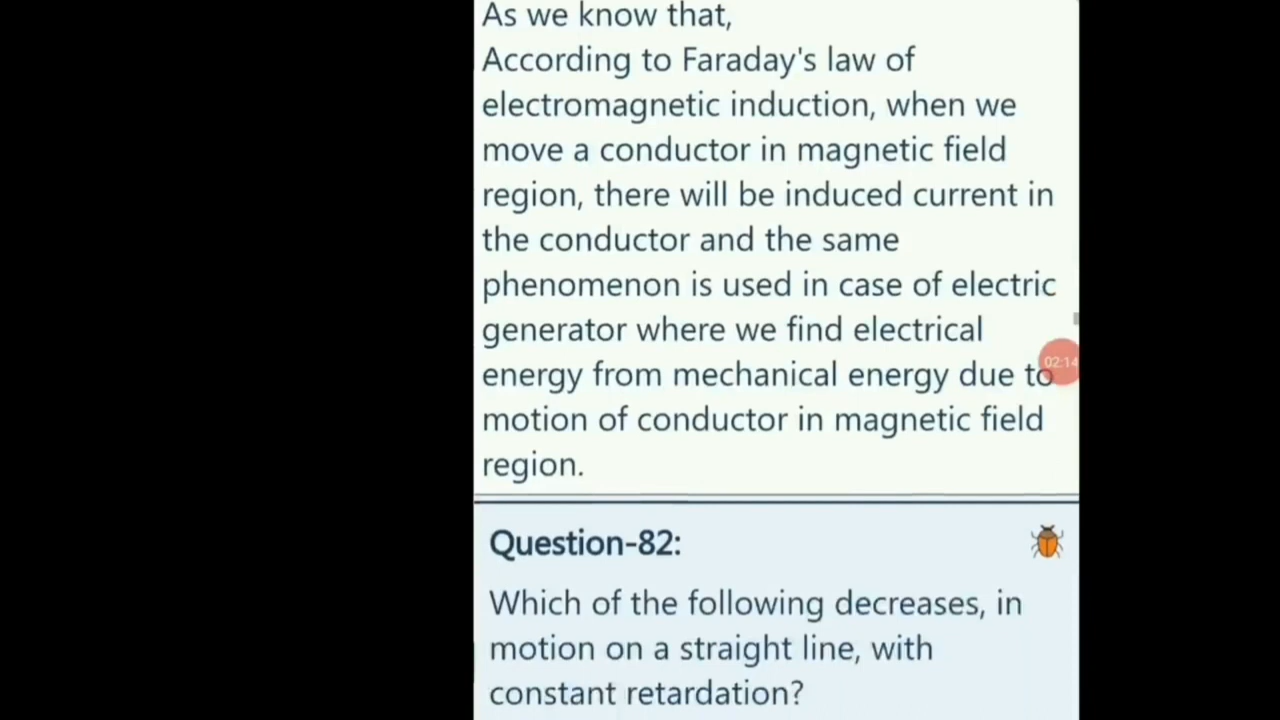 As we know that,
According to Faraday's law of
electromagnetic induction, when we
move a conductor in magnetic field
region, there will be induced current in
the conductor and the same
phenomenon is used in case of electric
generator where we find electrical
energy from mechanical energy due to
02:14
motion of conductor in magnetic field
region.
Question-82:
Which of the following decreases, in
motion on a straight line, with
constant retardation?